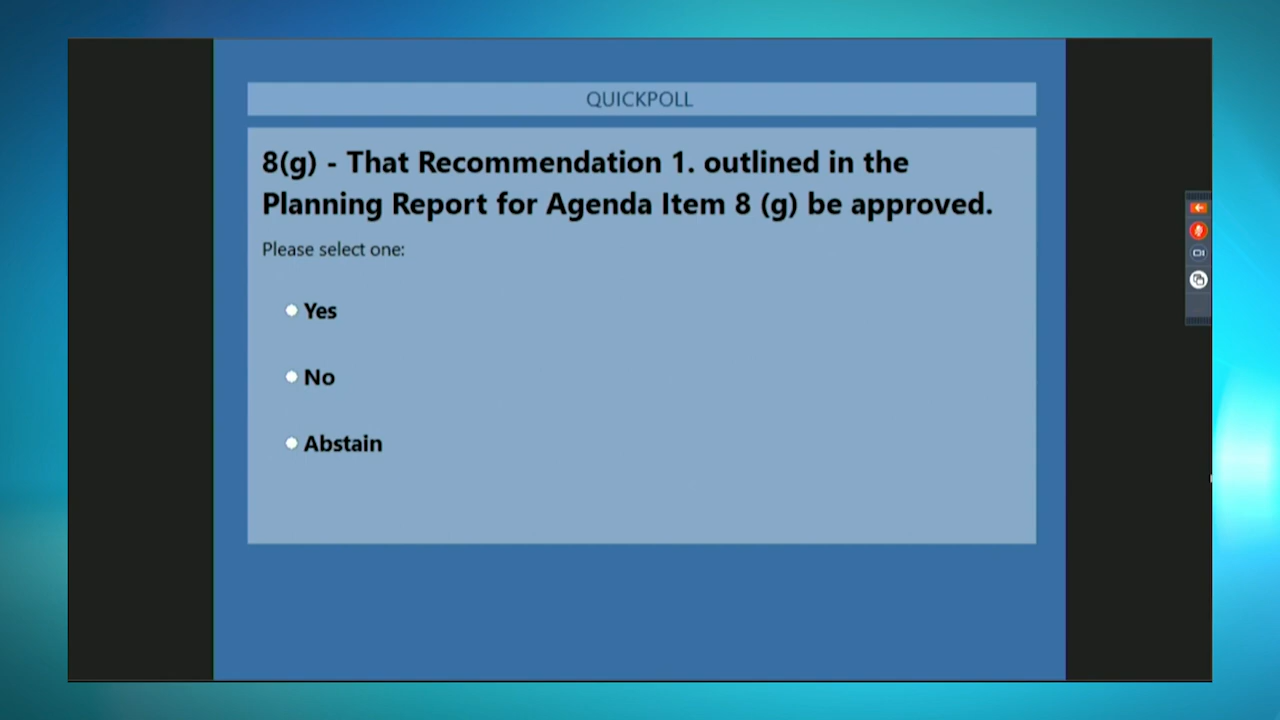 QUICKPOLL
8(g) - That Recommendation 1. outlined in the
Planning Report for Agenda Item 8 (g) be approved.
Please select one:
Yes
No
Abstain